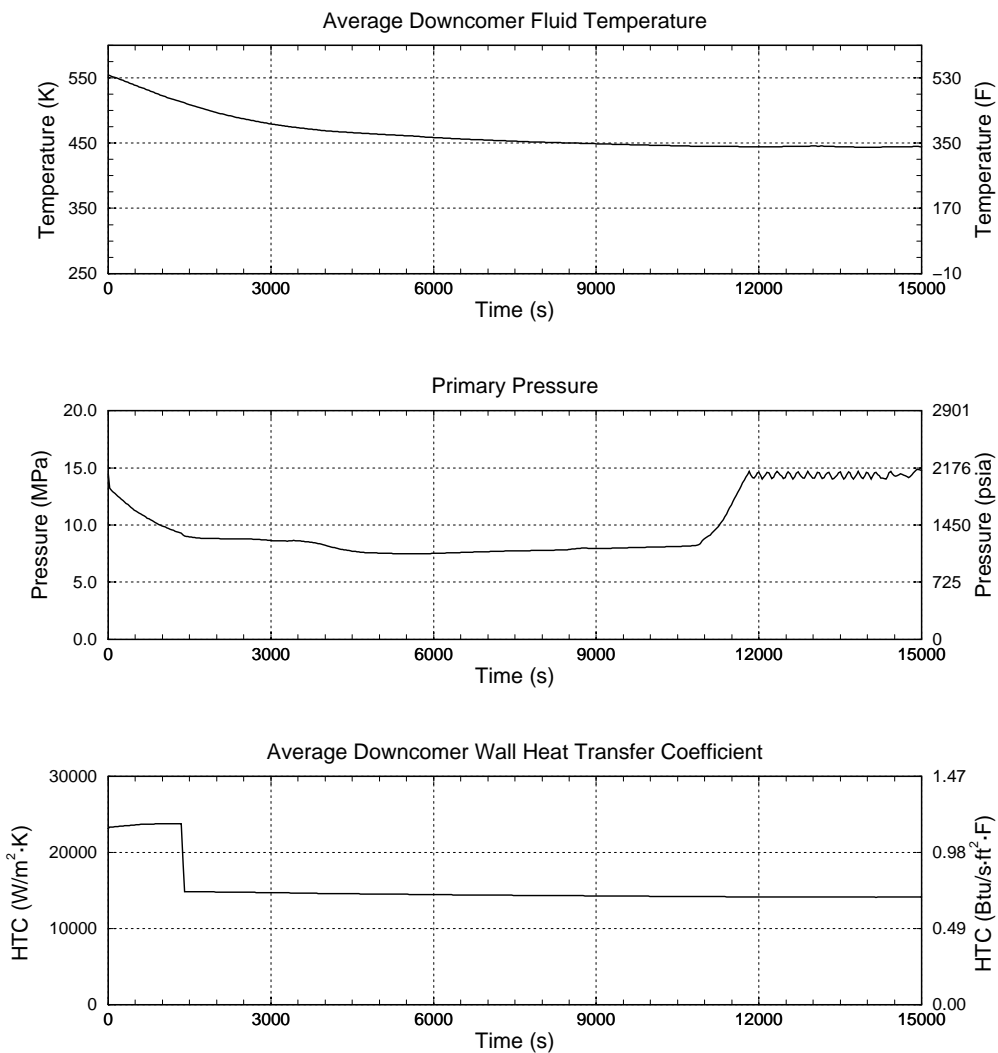 Average Downcomer Fluid Temperature
Temperature (K)
550
450
350
250
530
350
170
−10
Temperature (F)
0 3000 6000 9000 12000 15000
Time (s)
Primary Pressure
Pressure (MPa)
20.0
15.0
10.0
5.0
0.0
2901
2176
1450
725
0
Pressure (psia)
0 3000 6000 9000 12000 15000
Time (s)
Average Downcomer Wall Heat Transfer Coefficient
HTC (W/m²·K)
30000
20000
10000
0
1.47
0.98
0.49
0.00
HTC (Btu/s·ft²·F)
0 3000 6000 9000 12000 15000
Time (s)